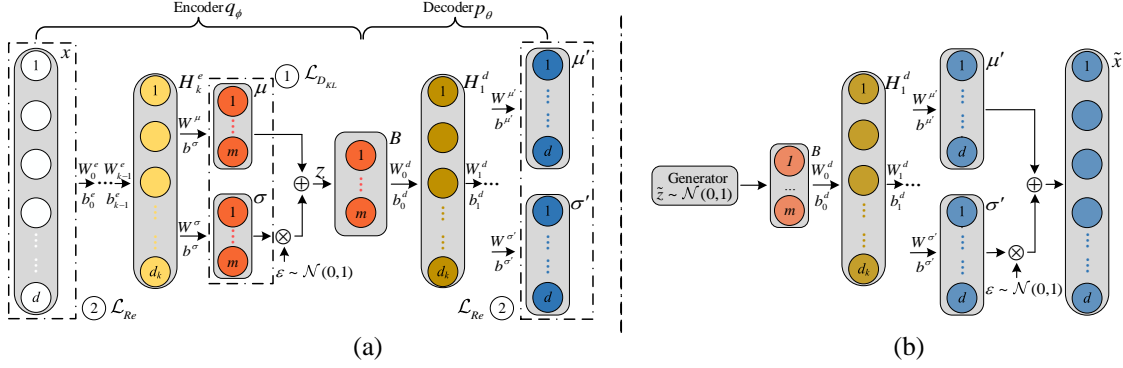 Encoder q_ϕ
Decoder p_θ
x
1
d
② ℒ_Re
W_0^e W_{k-1}^e
b_0^e b_{k-1}^e
H_k^e
1
d_k
W^μ
b^σ
W^σ
b^σ
① ℒ_{D_KL}
μ
1
m
σ
1
m
⊗
ε ~ 𝒩(0,1)
⊕
z
B
1
m
W_0^d
b_0^d
H_1^d
1
d_k
W_1^d
b_1^d
W^{μ'}
b^{μ'}
W^{σ'}
b^{σ'}
μ'
1
d
σ'
1
d
ℒ_Re ②
(a)
Generator
z̃ ~ 𝒩(0,1)
B
1
...
m
W_0^d
b_0^d
H_1^d
1
d_k
W_1^d
b_1^d
W^{μ'}
b^{μ'}
W^{σ'}
b^{σ'}
μ'
1
d
σ'
1
d
⊗
ε ~ 𝒩(0,1)
⊕
x̃
1
d
(b)